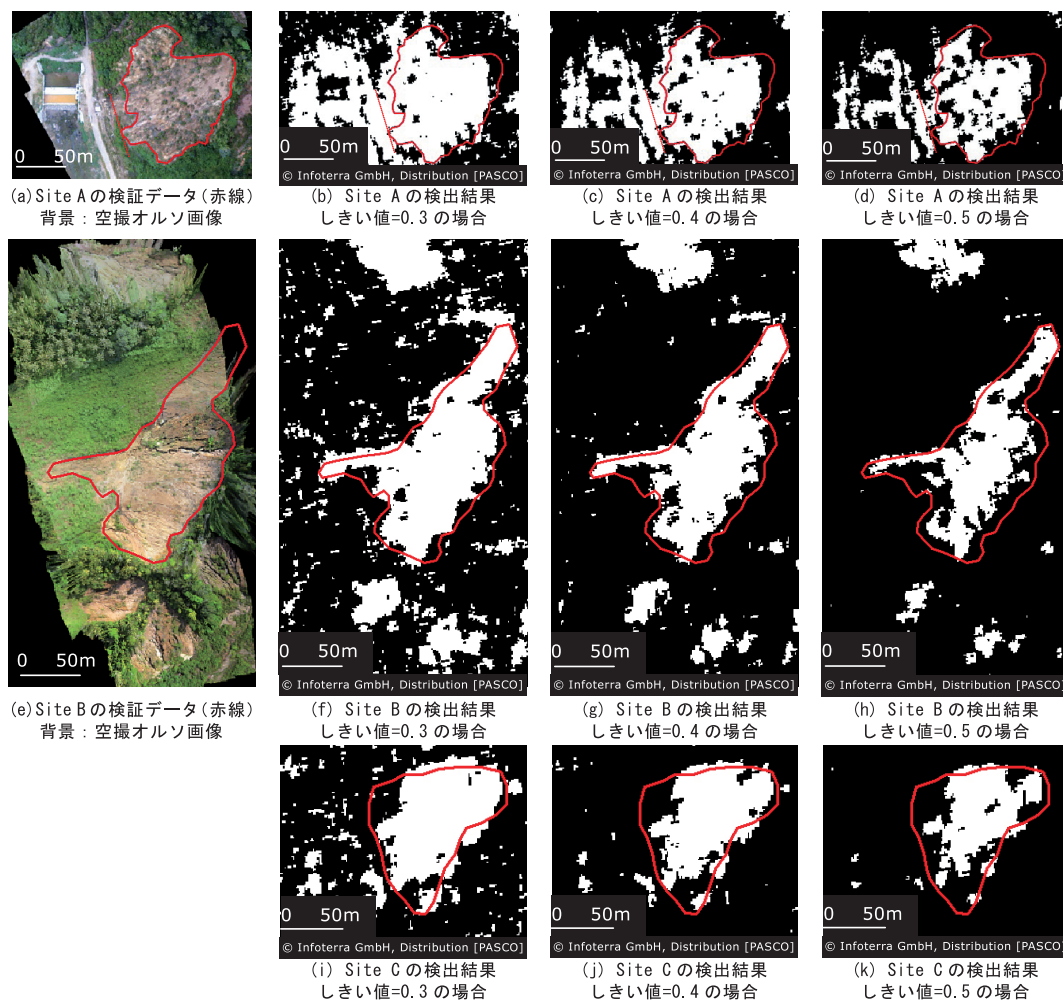 0 50m
0 50m
© Infoterra GmbH, Distribution [PASCO]
0 50m
© Infoterra GmbH, Distribution [PASCO]
0 50m
© Infoterra GmbH, Distribution [PASCO]
(a)Site Aの検証データ(赤線)
背景：空撮オルソ画像
(b) Site Aの検出結果
しきい値=0.3の場合
(c) Site Aの検出結果
しきい値=0.4の場合
(d) Site Aの検出結果
しきい値=0.5の場合
0 50m
0 50m
© Infoterra GmbH, Distribution [PASCO]
0 50m
© Infoterra GmbH, Distribution [PASCO]
0 50m
© Infoterra GmbH, Distribution [PASCO]
(e)Site Bの検証データ(赤線)
背景：空撮オルソ画像
(f) Site Bの検出結果
しきい値=0.3の場合
(g) Site Bの検出結果
しきい値=0.4の場合
(h) Site Bの検出結果
しきい値=0.5の場合
0 50m
© Infoterra GmbH, Distribution [PASCO]
0 50m
© Infoterra GmbH, Distribution [PASCO]
0 50m
© Infoterra GmbH, Distribution [PASCO]
(i) Site Cの検出結果
しきい値=0.3の場合
(j) Site Cの検出結果
しきい値=0.4の場合
(k) Site Cの検出結果
しきい値=0.5の場合